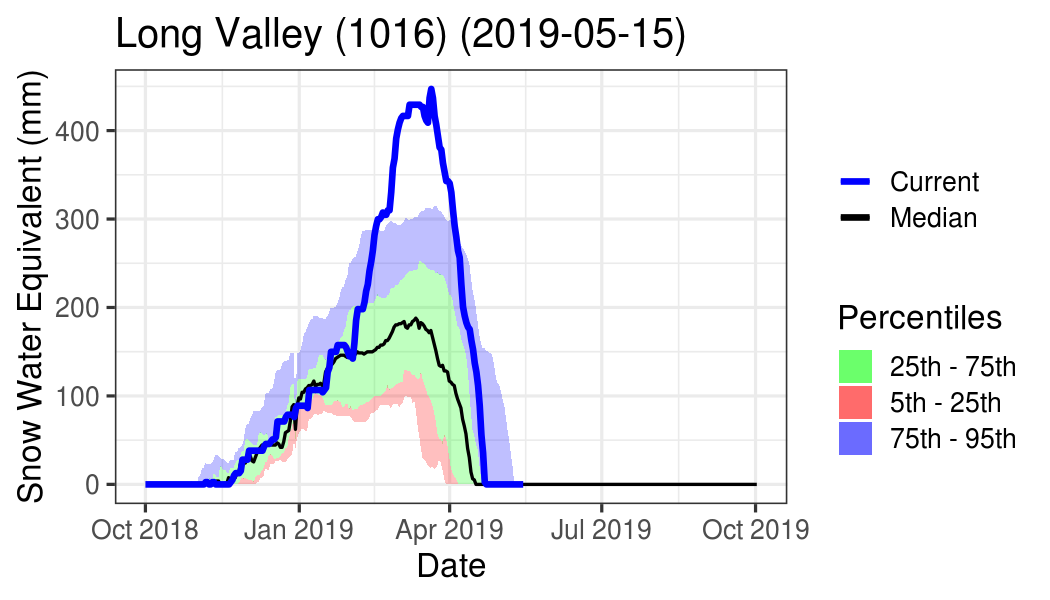 Long Valley (1016) (2019-05-15)
Snow Water Equivalent (mm)
400
300
200
100
0
Oct 2018
Jan 2019
Apr 2019
Jul 2019
Oct 2019
Date
Current
Median
Percentiles
25th - 75th
5th - 25th
75th - 95th